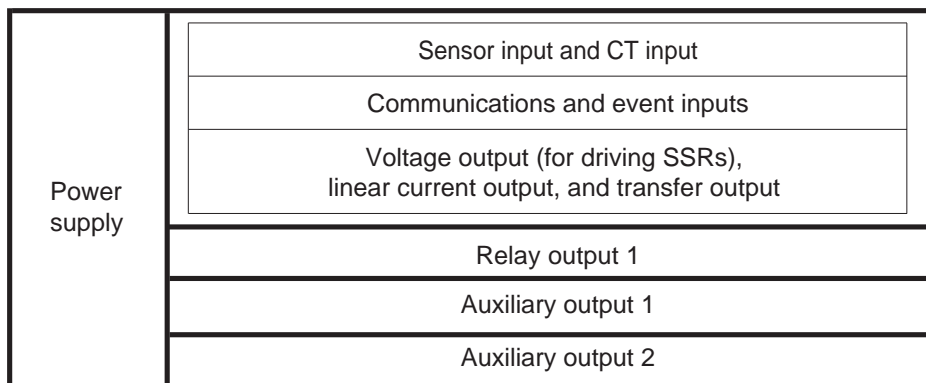 Power
supply
Sensor input and CT input
Communications and event inputs
Voltage output (for driving SSRs),
linear current output, and transfer output
Relay output 1
Auxiliary output 1
Auxiliary output 2